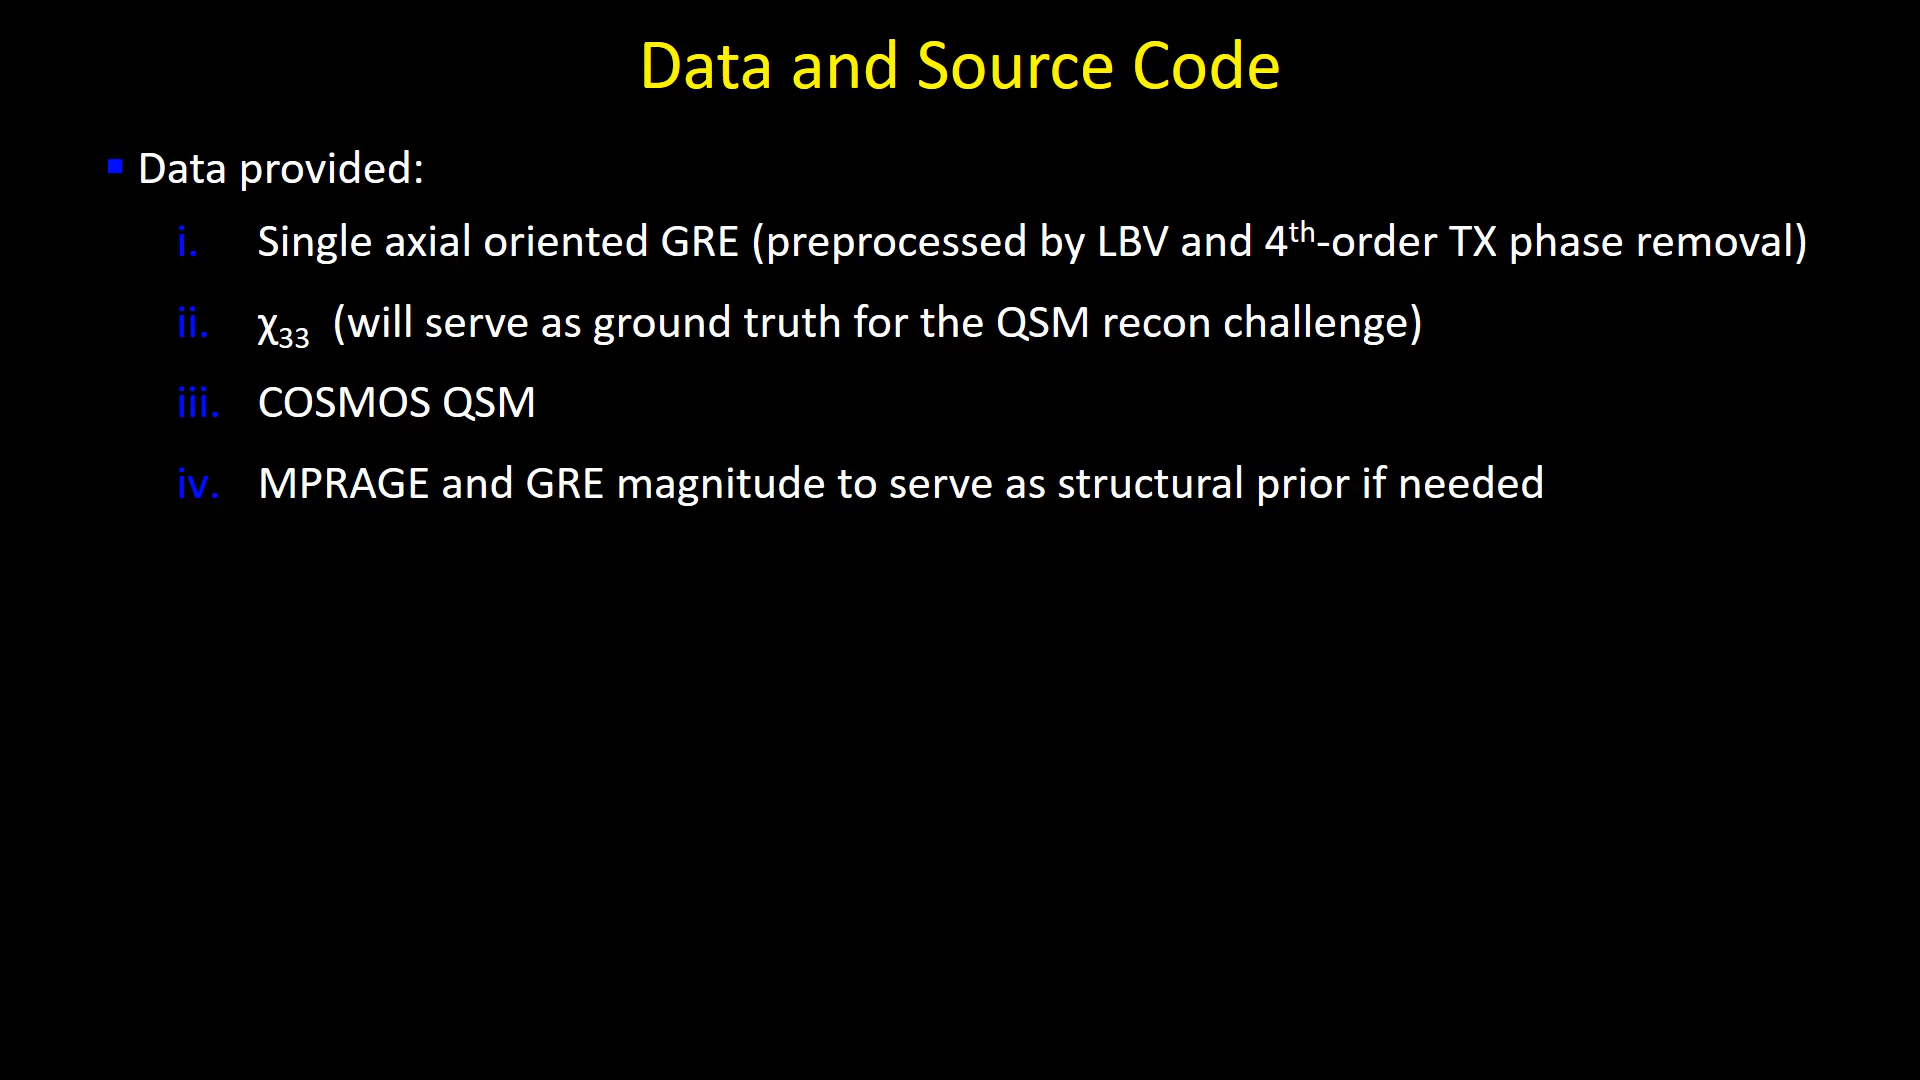 Data and Source Code
▪ Data provided:
i. Single axial oriented GRE (preprocessed by LBV and 4th-order TX phase removal)
ii. χ33 (will serve as ground truth for the QSM recon challenge)
iii. COSMOS QSM
iv. MPRAGE and GRE magnitude to serve as structural prior if needed